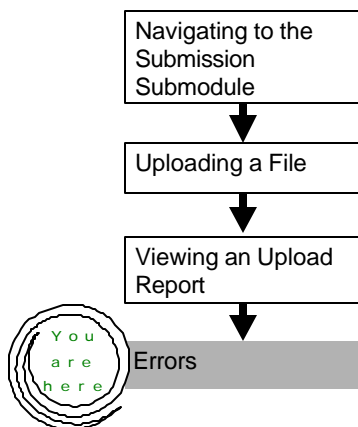 Navigating to the
Submission
Submodule
Uploading a File
Viewing an Upload
Report
You
are
here
Errors